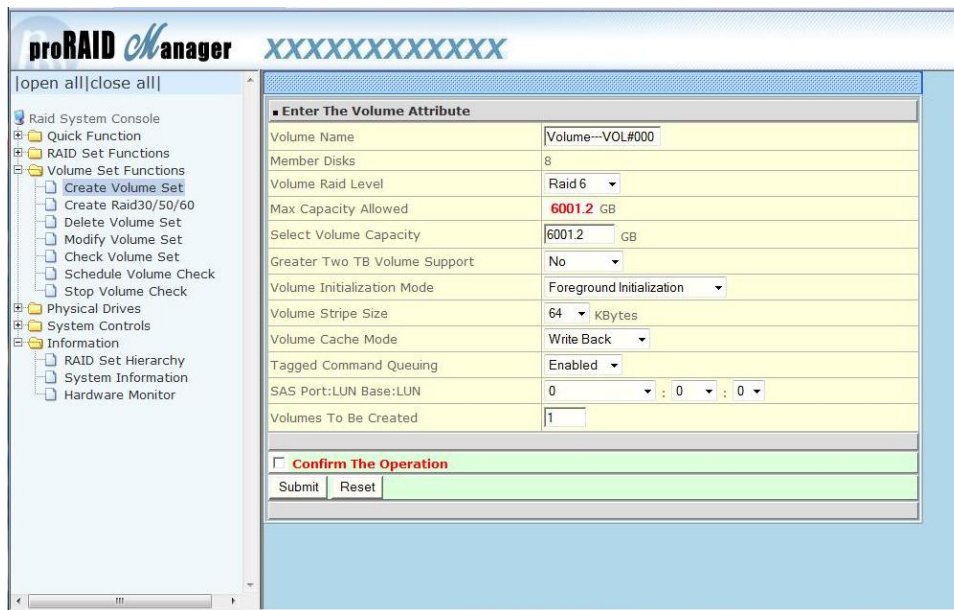 proRAID Manager XXXXXXXXXXXX
|open all|close all|
Raid System Console
Quick Function
RAID Set Functions
Volume Set Functions
Create Volume Set
Create Raid30/50/60
Delete Volume Set
Modify Volume Set
Check Volume Set
Schedule Volume Check
Stop Volume Check
Physical Drives
System Controls
Information
RAID Set Hierarchy
System Information
Hardware Monitor
Enter The Volume Attribute
Volume Name Volume---VOL#000
Member Disks 8
Volume Raid Level Raid 6
Max Capacity Allowed 6001.2 GB
Select Volume Capacity 6001.2 GB
Greater Two TB Volume Support No
Volume Initialization Mode Foreground Initialization
Volume Stripe Size 64 KBytes
Volume Cache Mode Write Back
Tagged Command Queuing Enabled
SAS Port:LUN Base:LUN 0 : 0 : 0
Volumes To Be Created 1
Confirm The Operation
Submit Reset